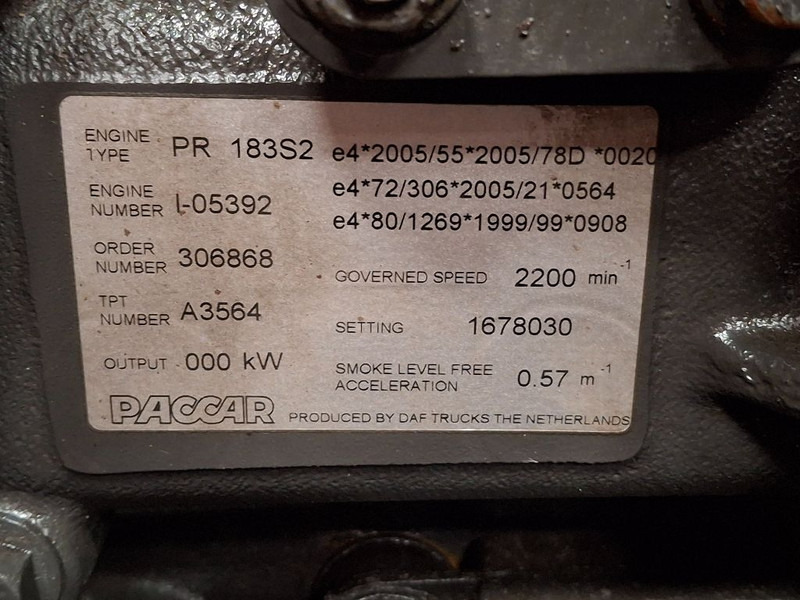 ENGINE TYPE PR 183S2
ENGINE NUMBER I-05392
ORDER NUMBER 306868
TPT NUMBER A3564
OUTPUT 000 kW
PACCAR
e4*2005/55*2005/78D *0020
e4*72/306*2005/21*0564
e4*80/1269*1999/99*0908
GOVERNED SPEED 2200 min-1
SETTING 1678030
SMOKE LEVEL FREE ACCELERATION 0.57 m-1
PRODUCED BY DAF TRUCKS THE NETHERLANDS